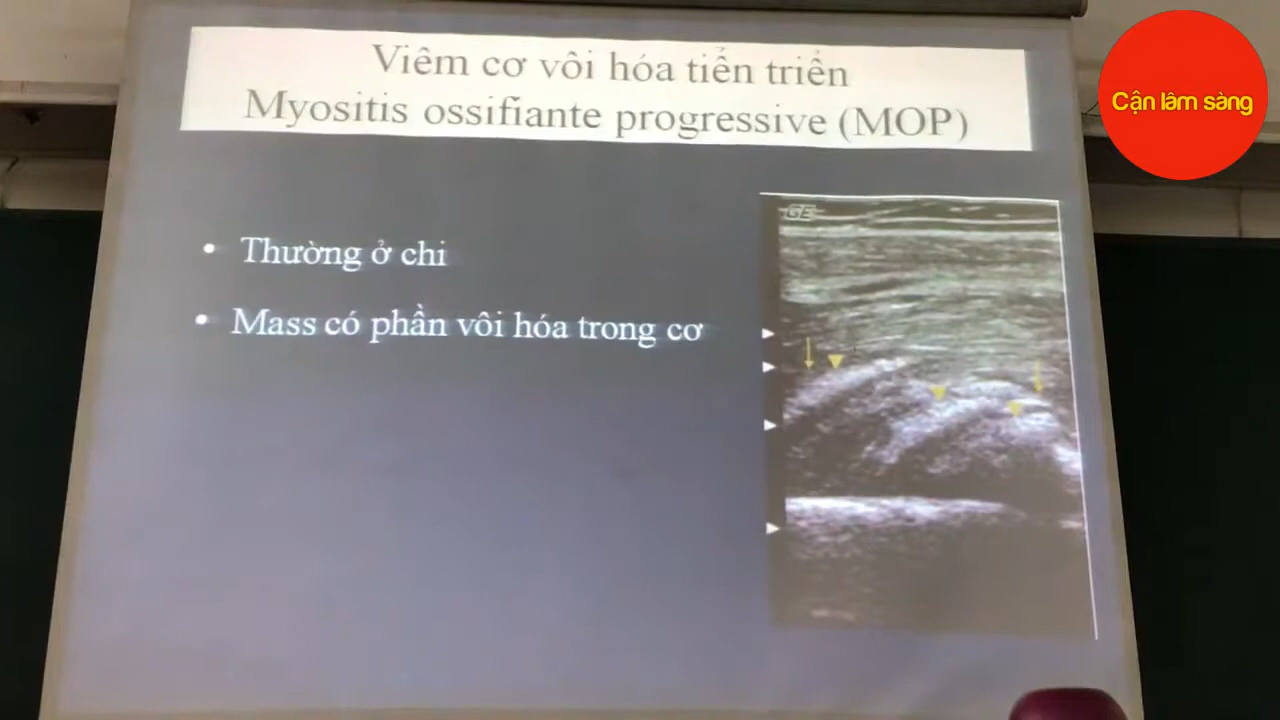 Viêm cơ vôi hóa tiển triển
Myositis ossifiante progressive (MOP)
Cận lâm sàng
GE
• Thường ở chi
• Mass có phần vôi hóa trong cơ